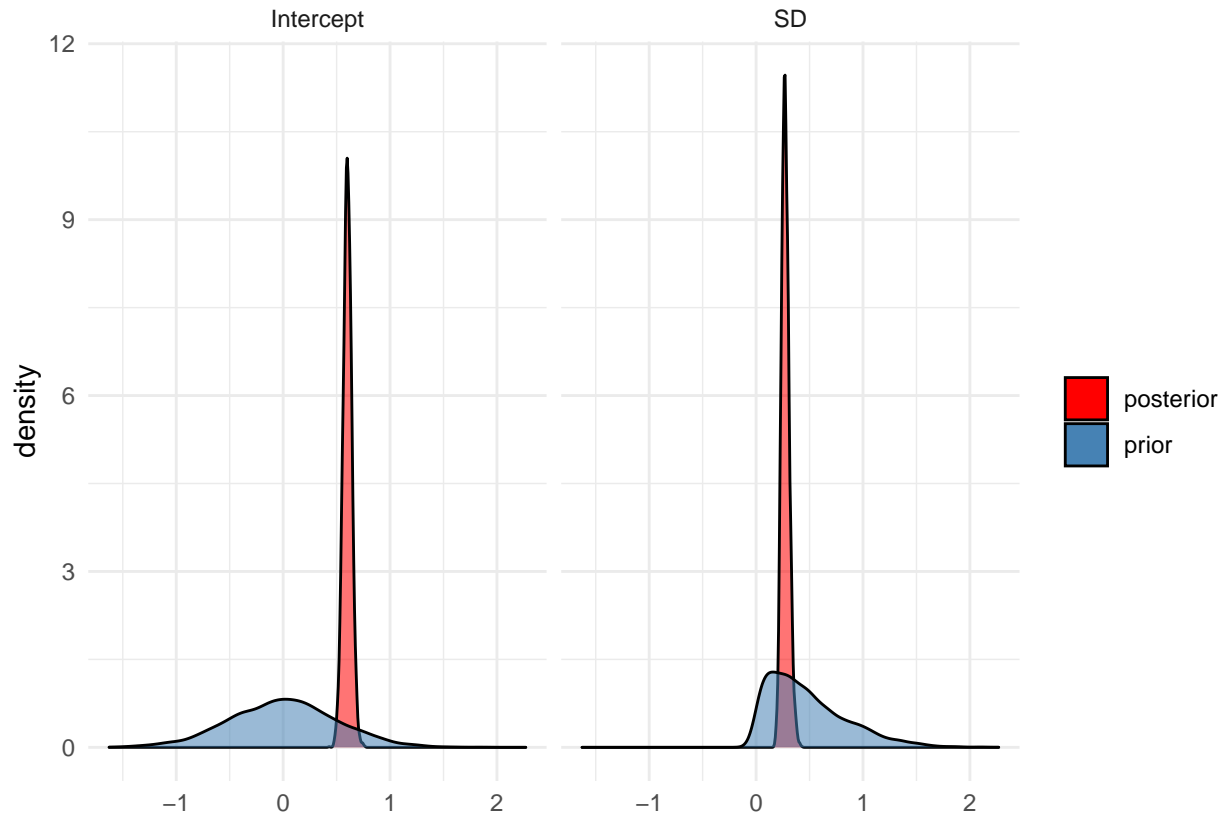 Intercept
SD
12
9
6
3
0
density
−1 0 1 2
−1 0 1 2
posterior
prior